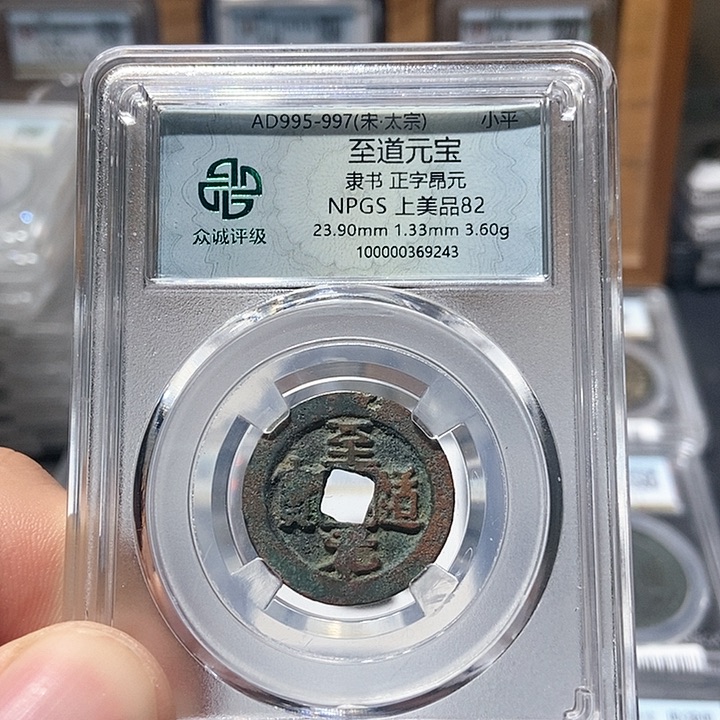 AD995-997(宋·太宗) 小平
至道元宝
隶书 正字昂元
NPGS 上美品82
23.90mm 1.33mm 3.60g
100000369243
众诚评级
至道元寳